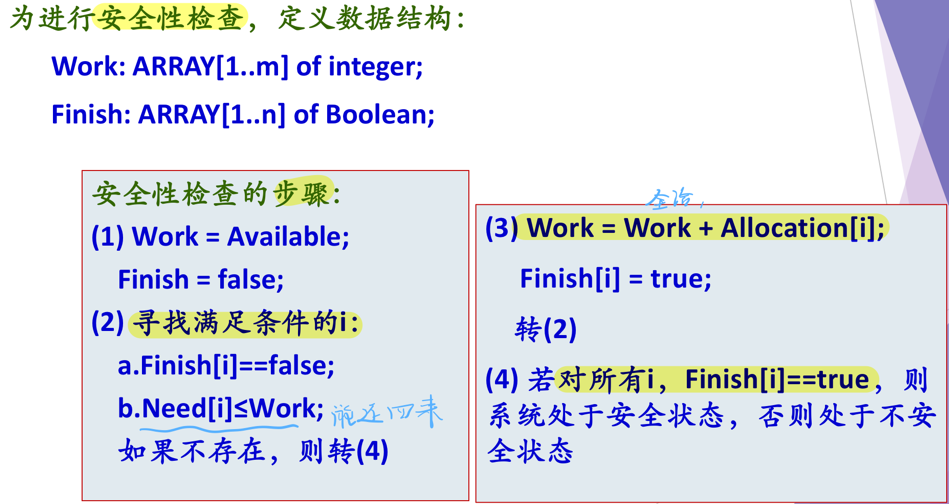 为进行安全性检查，定义数据结构：
Work: ARRAY[1..m] of integer;
Finish: ARRAY[1..n] of Boolean;
安全性检查的步骤：
(1) Work = Available;
Finish = false;
(2) 寻找满足条件的i：
a.Finish[i]==false;
b.Need[i]≤Work; 能还回来
如果不存在，则转(4)
全给，
(3) Work = Work + Allocation[i];
Finish[i] = true;
转(2)
(4) 若对所有i，Finish[i]==true，则
系统处于安全状态，否则处于不安
全状态